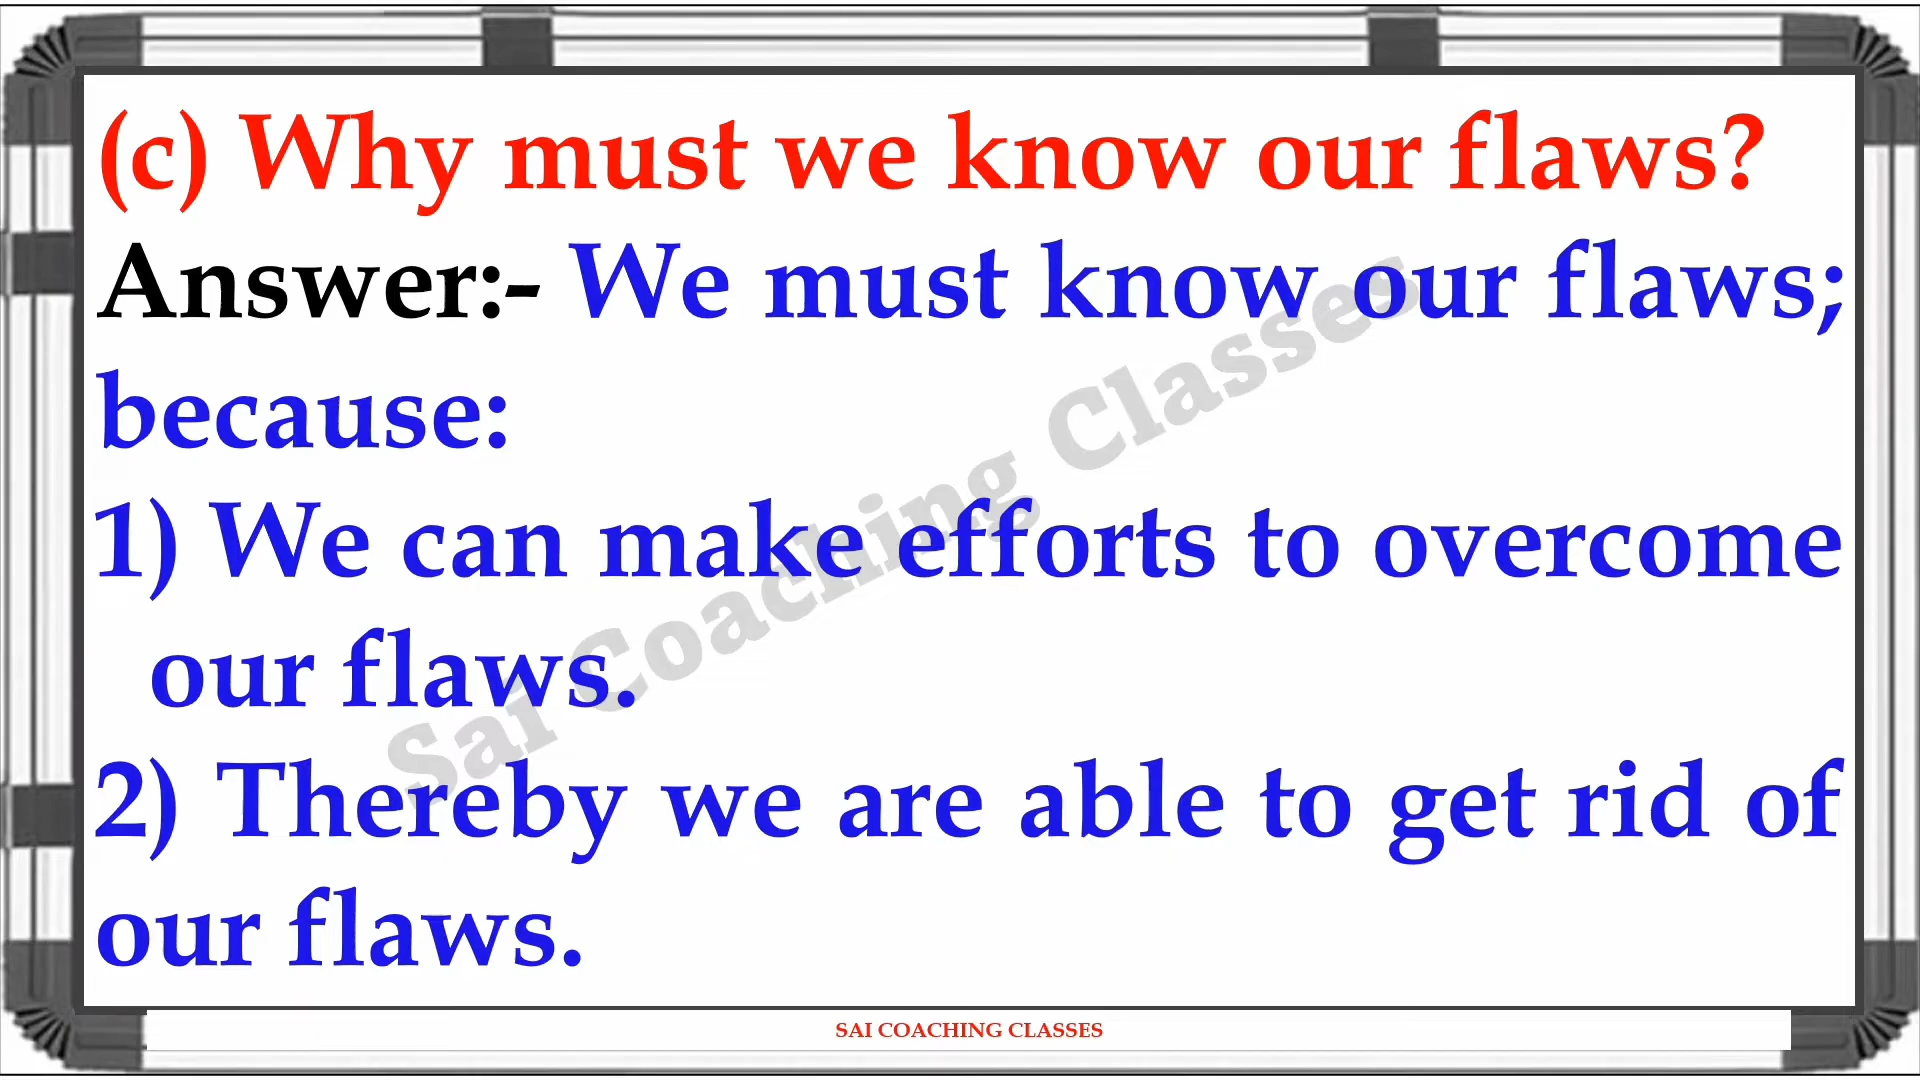 (c) Why must we know our flaws?
Answer:- We must know our flaws;
because:
1) We can make efforts to overcome
our flaws.
2) Thereby we are able to get rid of
our flaws.
Sai Coaching Classes
SAI COACHING CLASSES